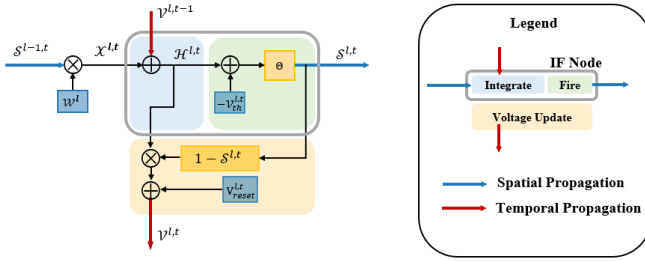 𝒱^{l,t−1}
𝒮^{l−1,t}
𝒳^{l,t}
ℋ^{l,t}
𝒮^{l,t}
Θ
𝒲^l
−𝒱_{th}^{l,t}
1 − 𝒮^{l,t}
V_{reset}^{l,t}
𝒱^{l,t}
Legend
IF Node
Integrate Fire
Voltage Update
Spatial Propagation
Temporal Propagation